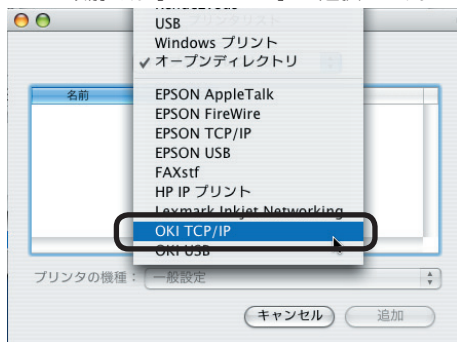 USB
Windows プリント
✓ オープンディレクトリ
名前
EPSON AppleTalk
EPSON FireWire
EPSON TCP/IP
EPSON USB
FAXstf
HP IP プリント
Lexmark Inkjet Networking
OKI TCP/IP
OKI USB
プリンタの機種： 一般設定
キャンセル 追加